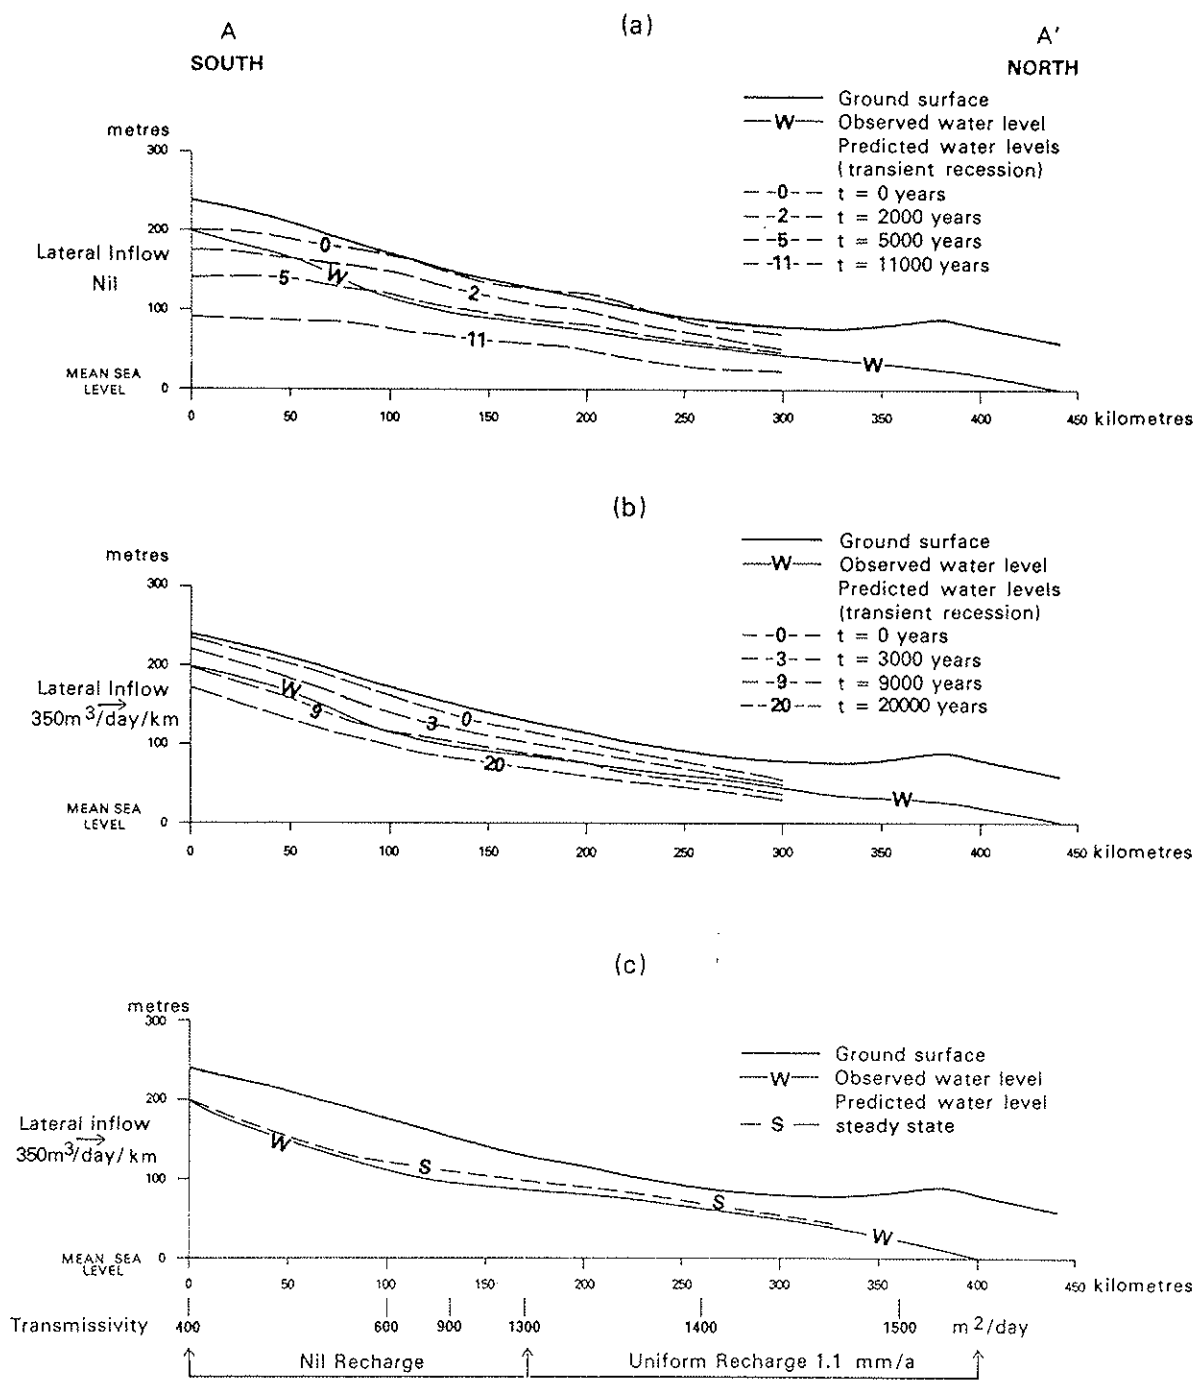 (a)
A
SOUTH
A'
NORTH
Ground surface
W Observed water level
Predicted water levels
(transient recession)
0 t = 0 years
2 t = 2000 years
5 t = 5000 years
11 t = 11000 years
metres
300
200
100
0
Lateral Inflow
Nil
MEAN SEA
LEVEL
0
W
5
2
11
W
0 50 100 150 200 250 300 350 400 450 kilometres
(b)
Ground surface
W Observed water level
Predicted water levels
(transient recession)
0 t = 0 years
3 t = 3000 years
9 t = 9000 years
20 t = 20000 years
metres
300
200
100
0
Lateral Inflow
350m3/day/km
MEAN SEA
LEVEL
W
9
3
0
20
W
0 50 100 150 200 250 300 350 400 450 kilometres
(c)
Ground surface
W Observed water level
Predicted water level
S steady state
metres
300
200
100
0
Lateral inflow
350m3/day/km
MEAN SEA
LEVEL
W
S
S
W
0 50 100 150 200 250 300 350 400 450 kilometres
Transmissivity 400 600 900 1300 1400 1500 m2/day
Nil Recharge Uniform Recharge 1.1 mm/a